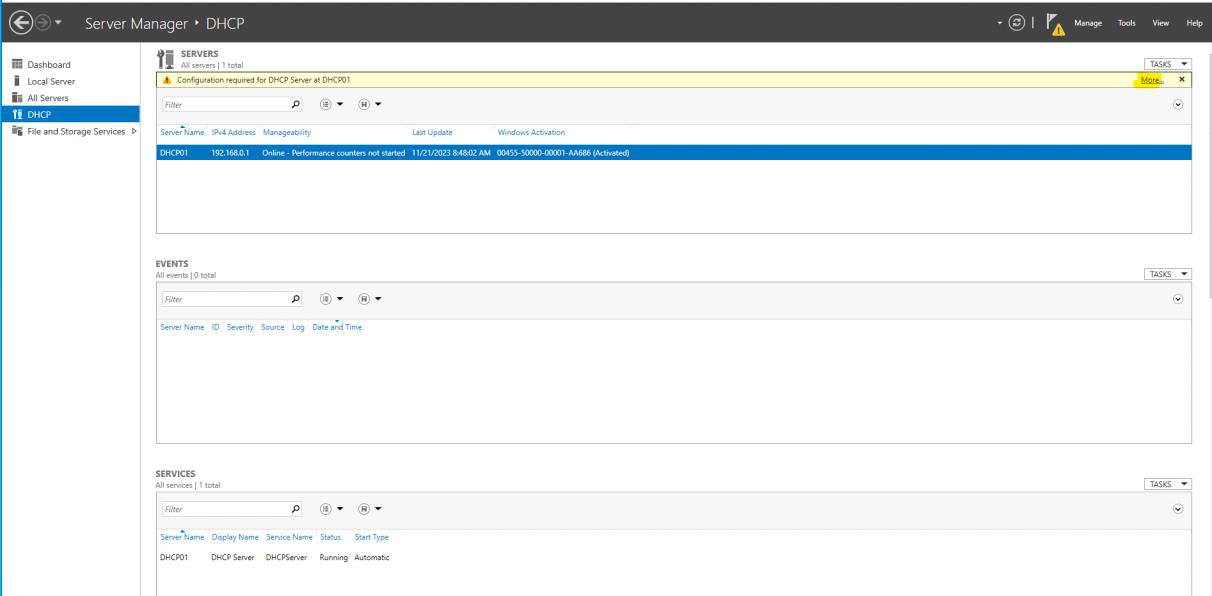 Server Manager ‣ DHCP
Manage Tools View Help
Dashboard
Local Server
All Servers
DHCP
File and Storage Services
SERVERS
All servers | 1 total
TASKS
Configuration required for DHCP Server at DHCP01 More...
Filter
Server Name IPv4 Address Manageability Last Update Windows Activation
DHCP01 192.168.0.1 Online - Performance counters not started 11/21/2023 8:48:02 AM 00455-50000-00001-AA686 (Activated)
EVENTS
All events | 0 total
TASKS
Filter
Server Name ID Severity Source Log Date and Time
SERVICES
All services | 1 total
TASKS
Filter
Server Name Display Name Service Name Status Start Type
DHCP01 DHCP Server DHCPServer Running Automatic